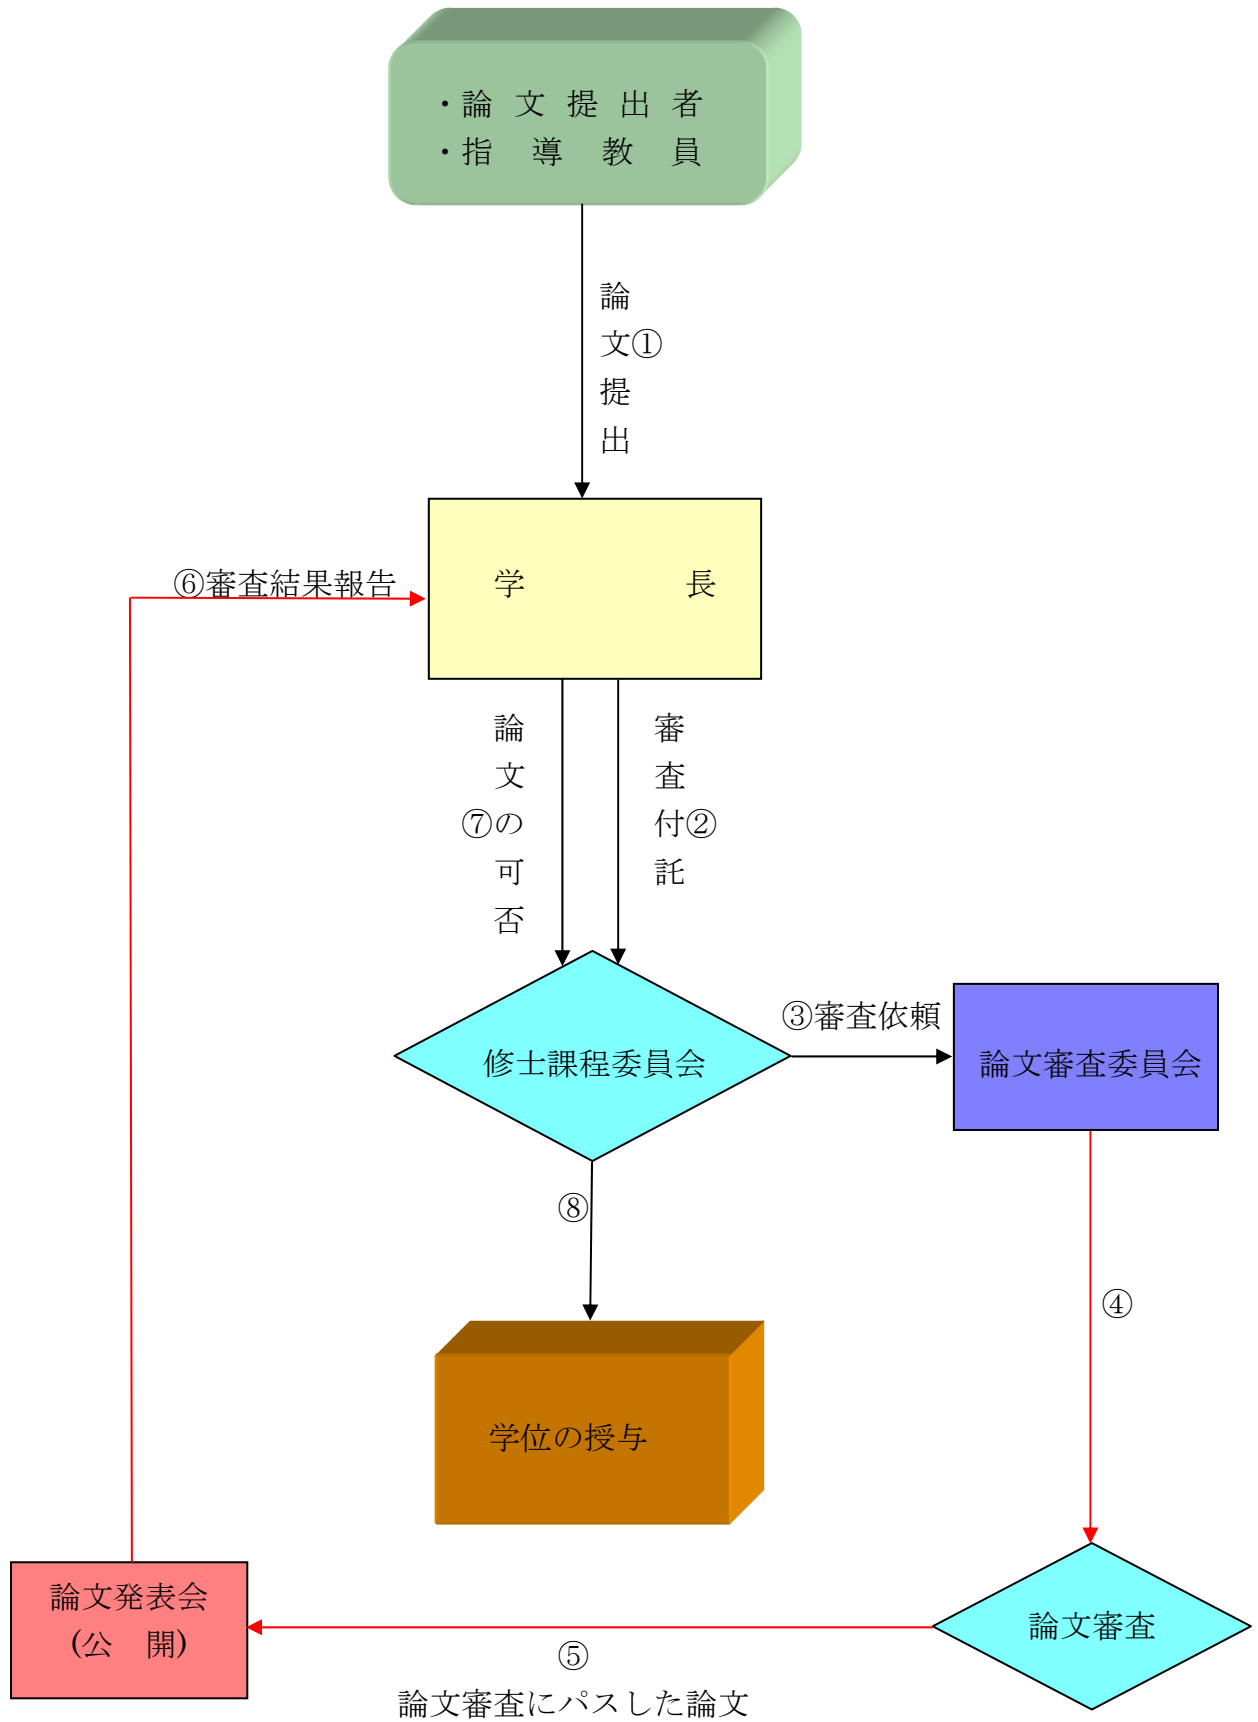 ・論文提出者
・指導教員
論文提出
①
学長
⑥審査結果報告
論文の可否
⑦
審査付託
②
修士課程委員会
③審査依頼
論文審査委員会
⑧
④
学位の授与
論文発表会
(公 開)
論文審査
⑤
論文審査にパスした論文